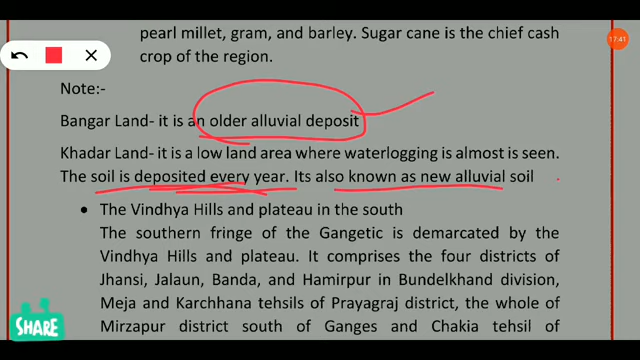 pearl millet, gram, and barley. Sugar cane is the chief cash
17:41
crop of the region.
Note:-
Bangar Land- it is an older alluvial deposit
Khadar Land- it is a low land area where waterlogging is almost is seen.
The soil is deposited every year. Its also known as new alluvial soil
• The Vindhya Hills and plateau in the south
The southern fringe of the Gangetic is demarcated by the
Vindhya Hills and plateau. It comprises the four districts of
Jhansi, Jalaun, Banda, and Hamirpur in Bundelkhand division,
Meja and Karchhana tehsils of Prayagraj district, the whole of
SHARE
Mirzapur district south of Ganges and Chakia tehsil of